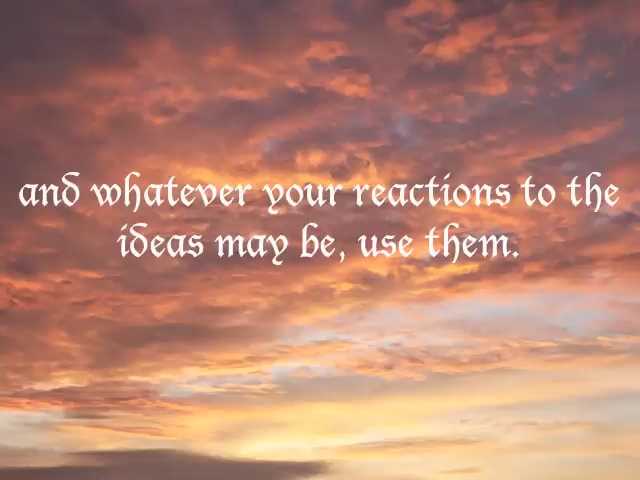 and whatever your reactions to the
ideas may be, use them.